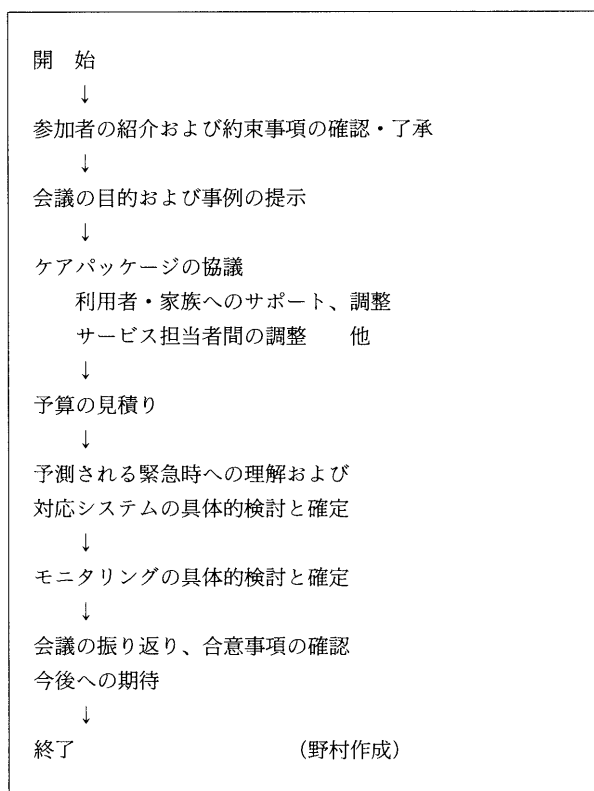 開　始
↓
参加者の紹介および約束事項の確認・了承
↓
会議の目的および事例の提示
↓
ケアパッケージの協議
利用者・家族へのサポート、調整
サービス担当者間の調整　他
↓
予算の見積り
↓
予測される緊急時への理解および
対応システムの具体的検討と確定
↓
モニタリングの具体的検討と確定
↓
会議の振り返り、合意事項の確認
今後への期待
↓
終了　（野村作成）